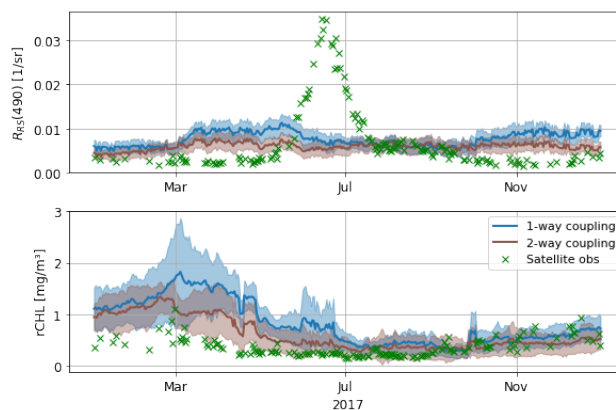 0.03
0.02
0.01
0.00
R_RS(490) [1/sr]
Mar
Jul
Nov
3
2
1
0
rCHL [mg/m³]
1-way coupling
2-way coupling
Satellite obs
Mar
Jul
Nov
2017